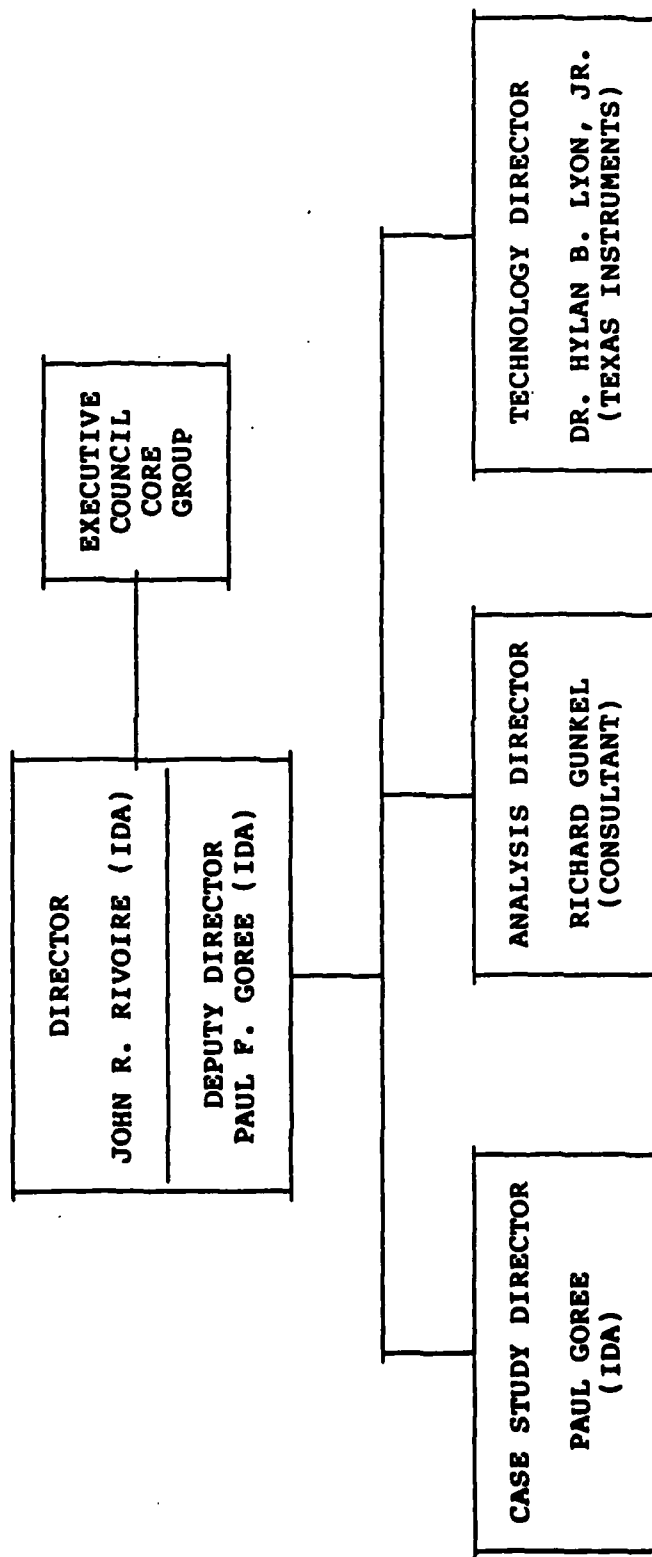 DIRECTOR
JOHN R. RIVOIRE (IDA)
DEPUTY DIRECTOR
PAUL F. GOREE (IDA)
EXECUTIVE
COUNCIL
CORE
GROUP
CASE STUDY DIRECTOR
PAUL GOREE
(IDA)
ANALYSIS DIRECTOR
RICHARD GUNKEL
(CONSULTANT)
TECHNOLOGY DIRECTOR
DR. HYLAN B. LYON, JR.
(TEXAS INSTRUMENTS)